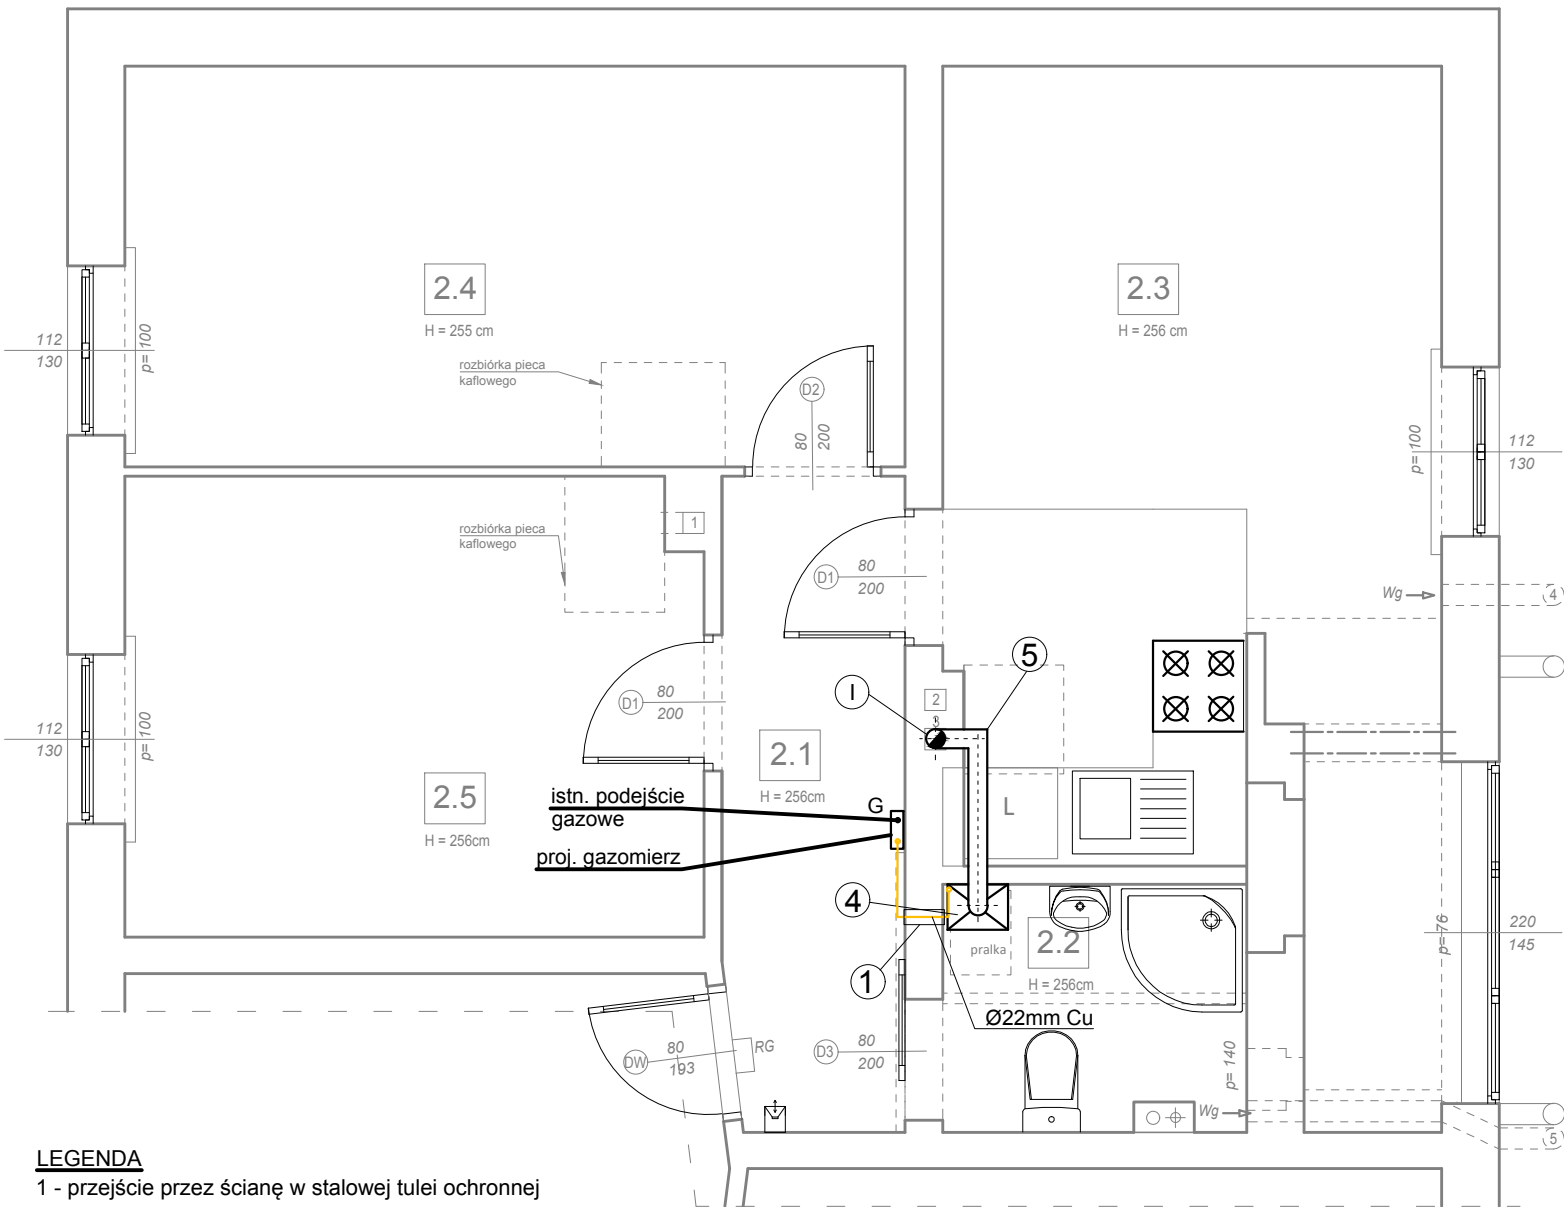 2.4
H = 255 cm
2.3
H = 256 cm
112
130
p= 100
rozbiórka pieca
kaflowego
D2
80
200
p= 100
112
130
rozbiórka pieca
kaflowego
1
D1
80
200
Wg
4
5
I
2
3
D1
80
200
112
130
p= 100
2.5
H = 256cm
2.1
H = 256cm
istn. podejście
gazowe
G
L
proj. gazomierz
4
pralka
2.2
H = 256cm
1
p=76
220
145
Ø22mm Cu
DW
80
193
RG
D3
80
200
p= 140
Wg
5
LEGENDA
1 - przejście przez ścianę w stalowej tulei ochronnej